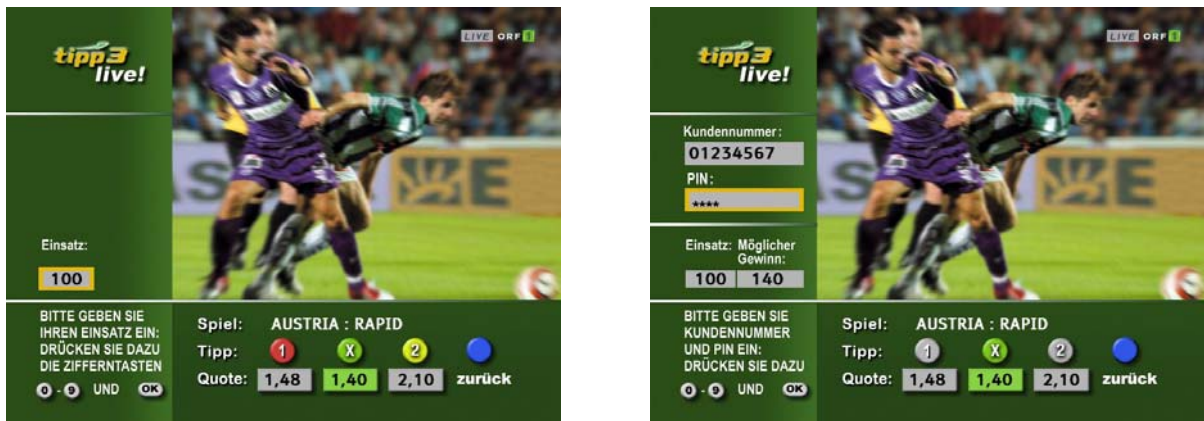 tipp3
live!
LIVE ORF 1
Einsatz:
100
BITTE GEBEN SIE
IHREN EINSATZ EIN:
DRÜCKEN SIE DAZU
DIE ZIFFERNTASTEN
0 - 9 UND OK
Spiel: AUSTRIA : RAPID
Tipp: 1 X 2
Quote: 1,48 1,40 2,10 zurück
tipp3
live!
LIVE ORF 1
Kundennummer:
01234567
PIN:
****
Einsatz: Möglicher
Gewinn:
100 140
BITTE GEBEN SIE
KUNDENNUMMER
UND PIN EIN:
DRÜCKEN SIE DAZU
0 - 9 UND OK
Spiel: AUSTRIA : RAPID
Tipp: 1 X 2
Quote: 1,48 1,40 2,10 zurück